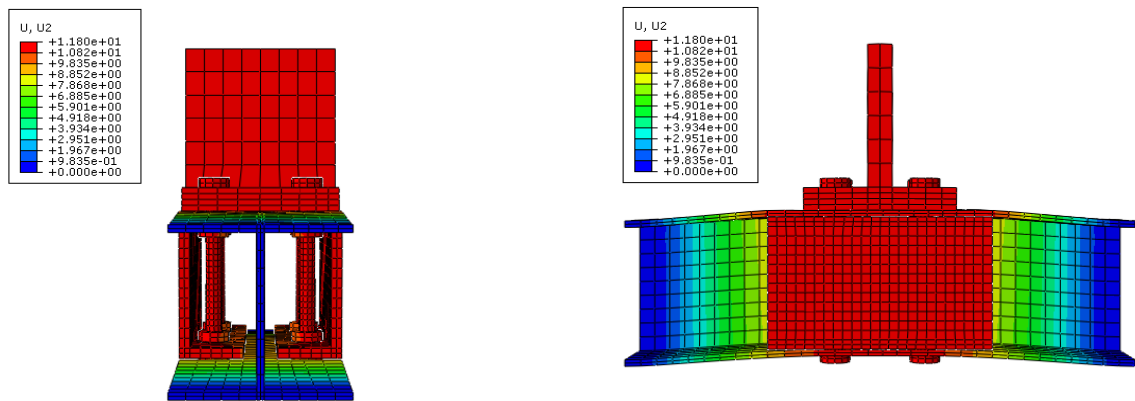 U, U2
+1.180e+01
+1.082e+01
+9.835e+00
+8.852e+00
+7.868e+00
+6.885e+00
+5.901e+00
+4.918e+00
+3.934e+00
+2.951e+00
+1.967e+00
+9.835e-01
+0.000e+00
U, U2
+1.180e+01
+1.082e+01
+9.835e+00
+8.852e+00
+7.868e+00
+6.885e+00
+5.901e+00
+4.918e+00
+3.934e+00
+2.951e+00
+1.967e+00
+9.835e-01
+0.000e+00